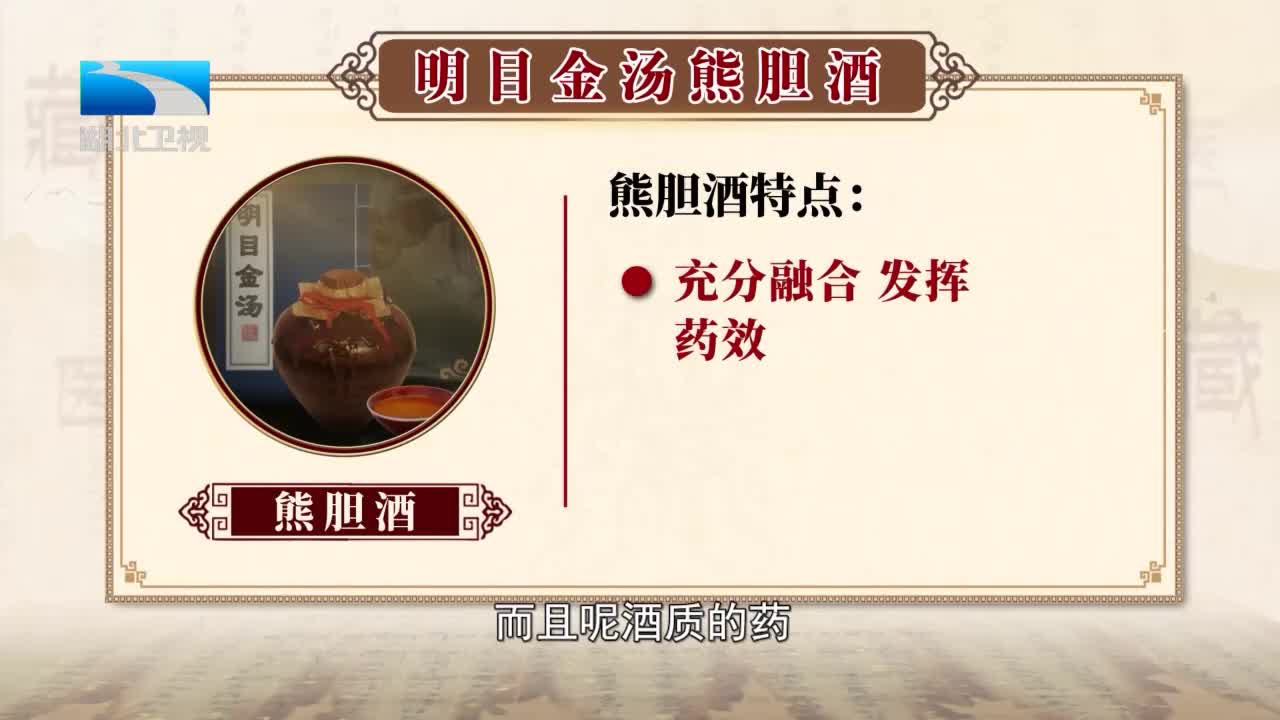 明目金汤熊胆酒
湖北卫视
熊胆酒特点：
充分融合 发挥
药效
明目金汤
熊胆酒
而且呢酒质的药